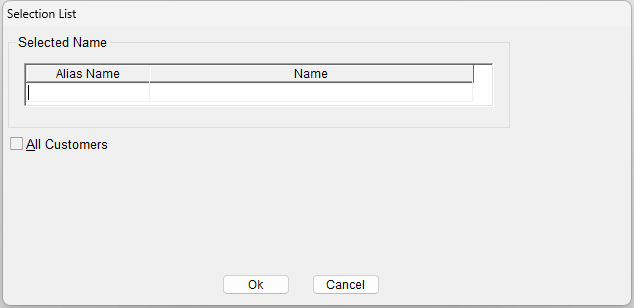 Selection List
Selected Name
Alias Name Name
All Customers
Ok Cancel